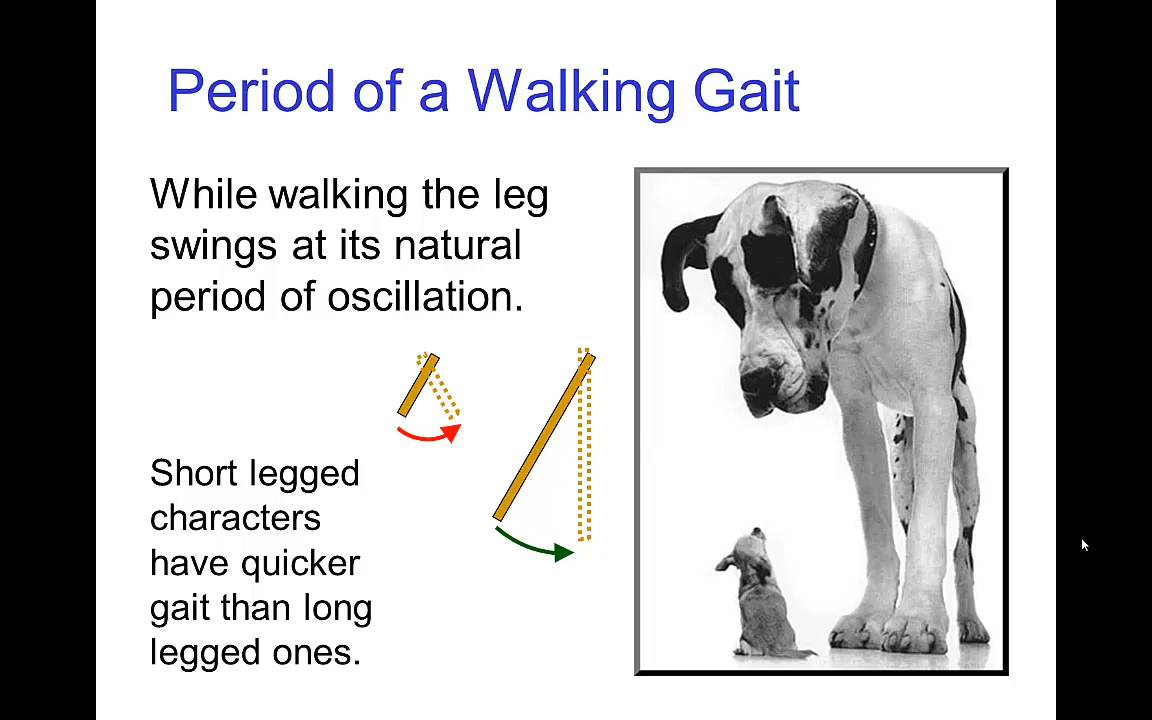 Period of a Walking Gait
While walking the leg
swings at its natural
period of oscillation.
Short legged
characters
have quicker
gait than long
legged ones.